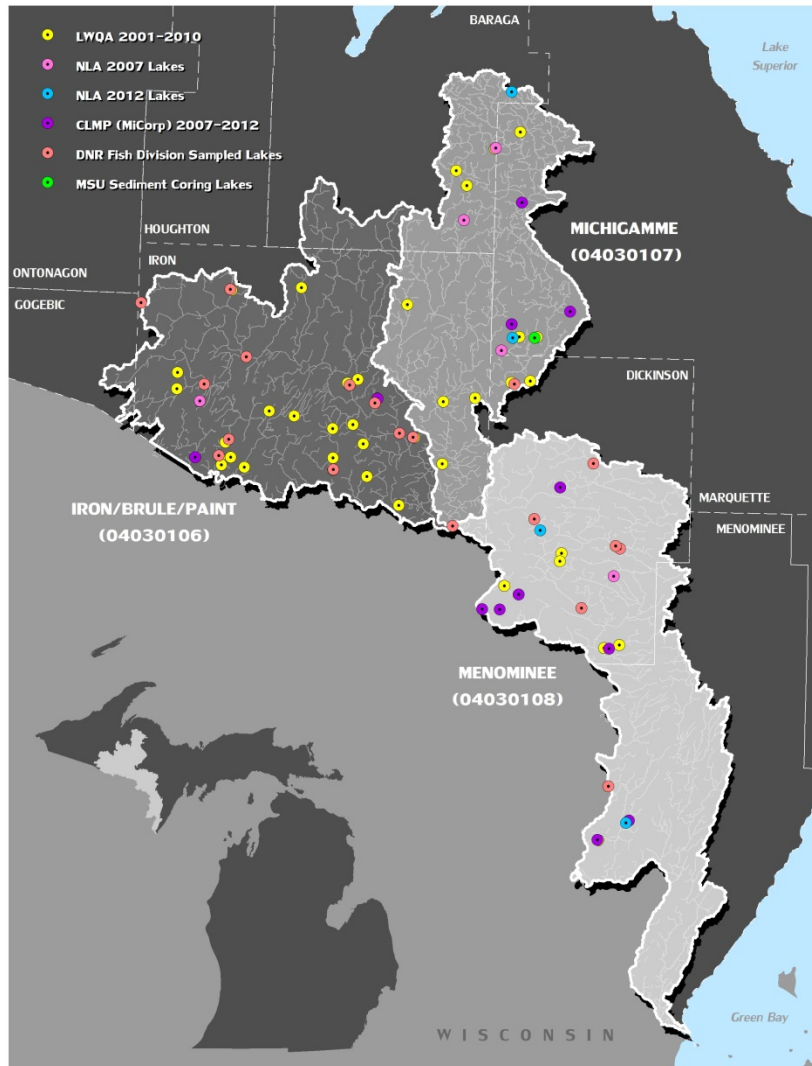 BARAGA
Lake
Superior
LWQA 2001-2010
NLA 2007 Lakes
NLA 2012 Lakes
CLMP (MiCorp) 2007-2012
DNR Fish Division Sampled Lakes
MSU Sediment Coring Lakes
HOUGHTON
IRON
ONTONAGON
GOGEBIC
MICHIGAMME
(04030107)
DICKINSON
IRON/BRULE/PAINT
(04030106)
MARQUETTE
MENOMINEE
MENOMINEE
(04030108)
WISCONSIN
Green Bay